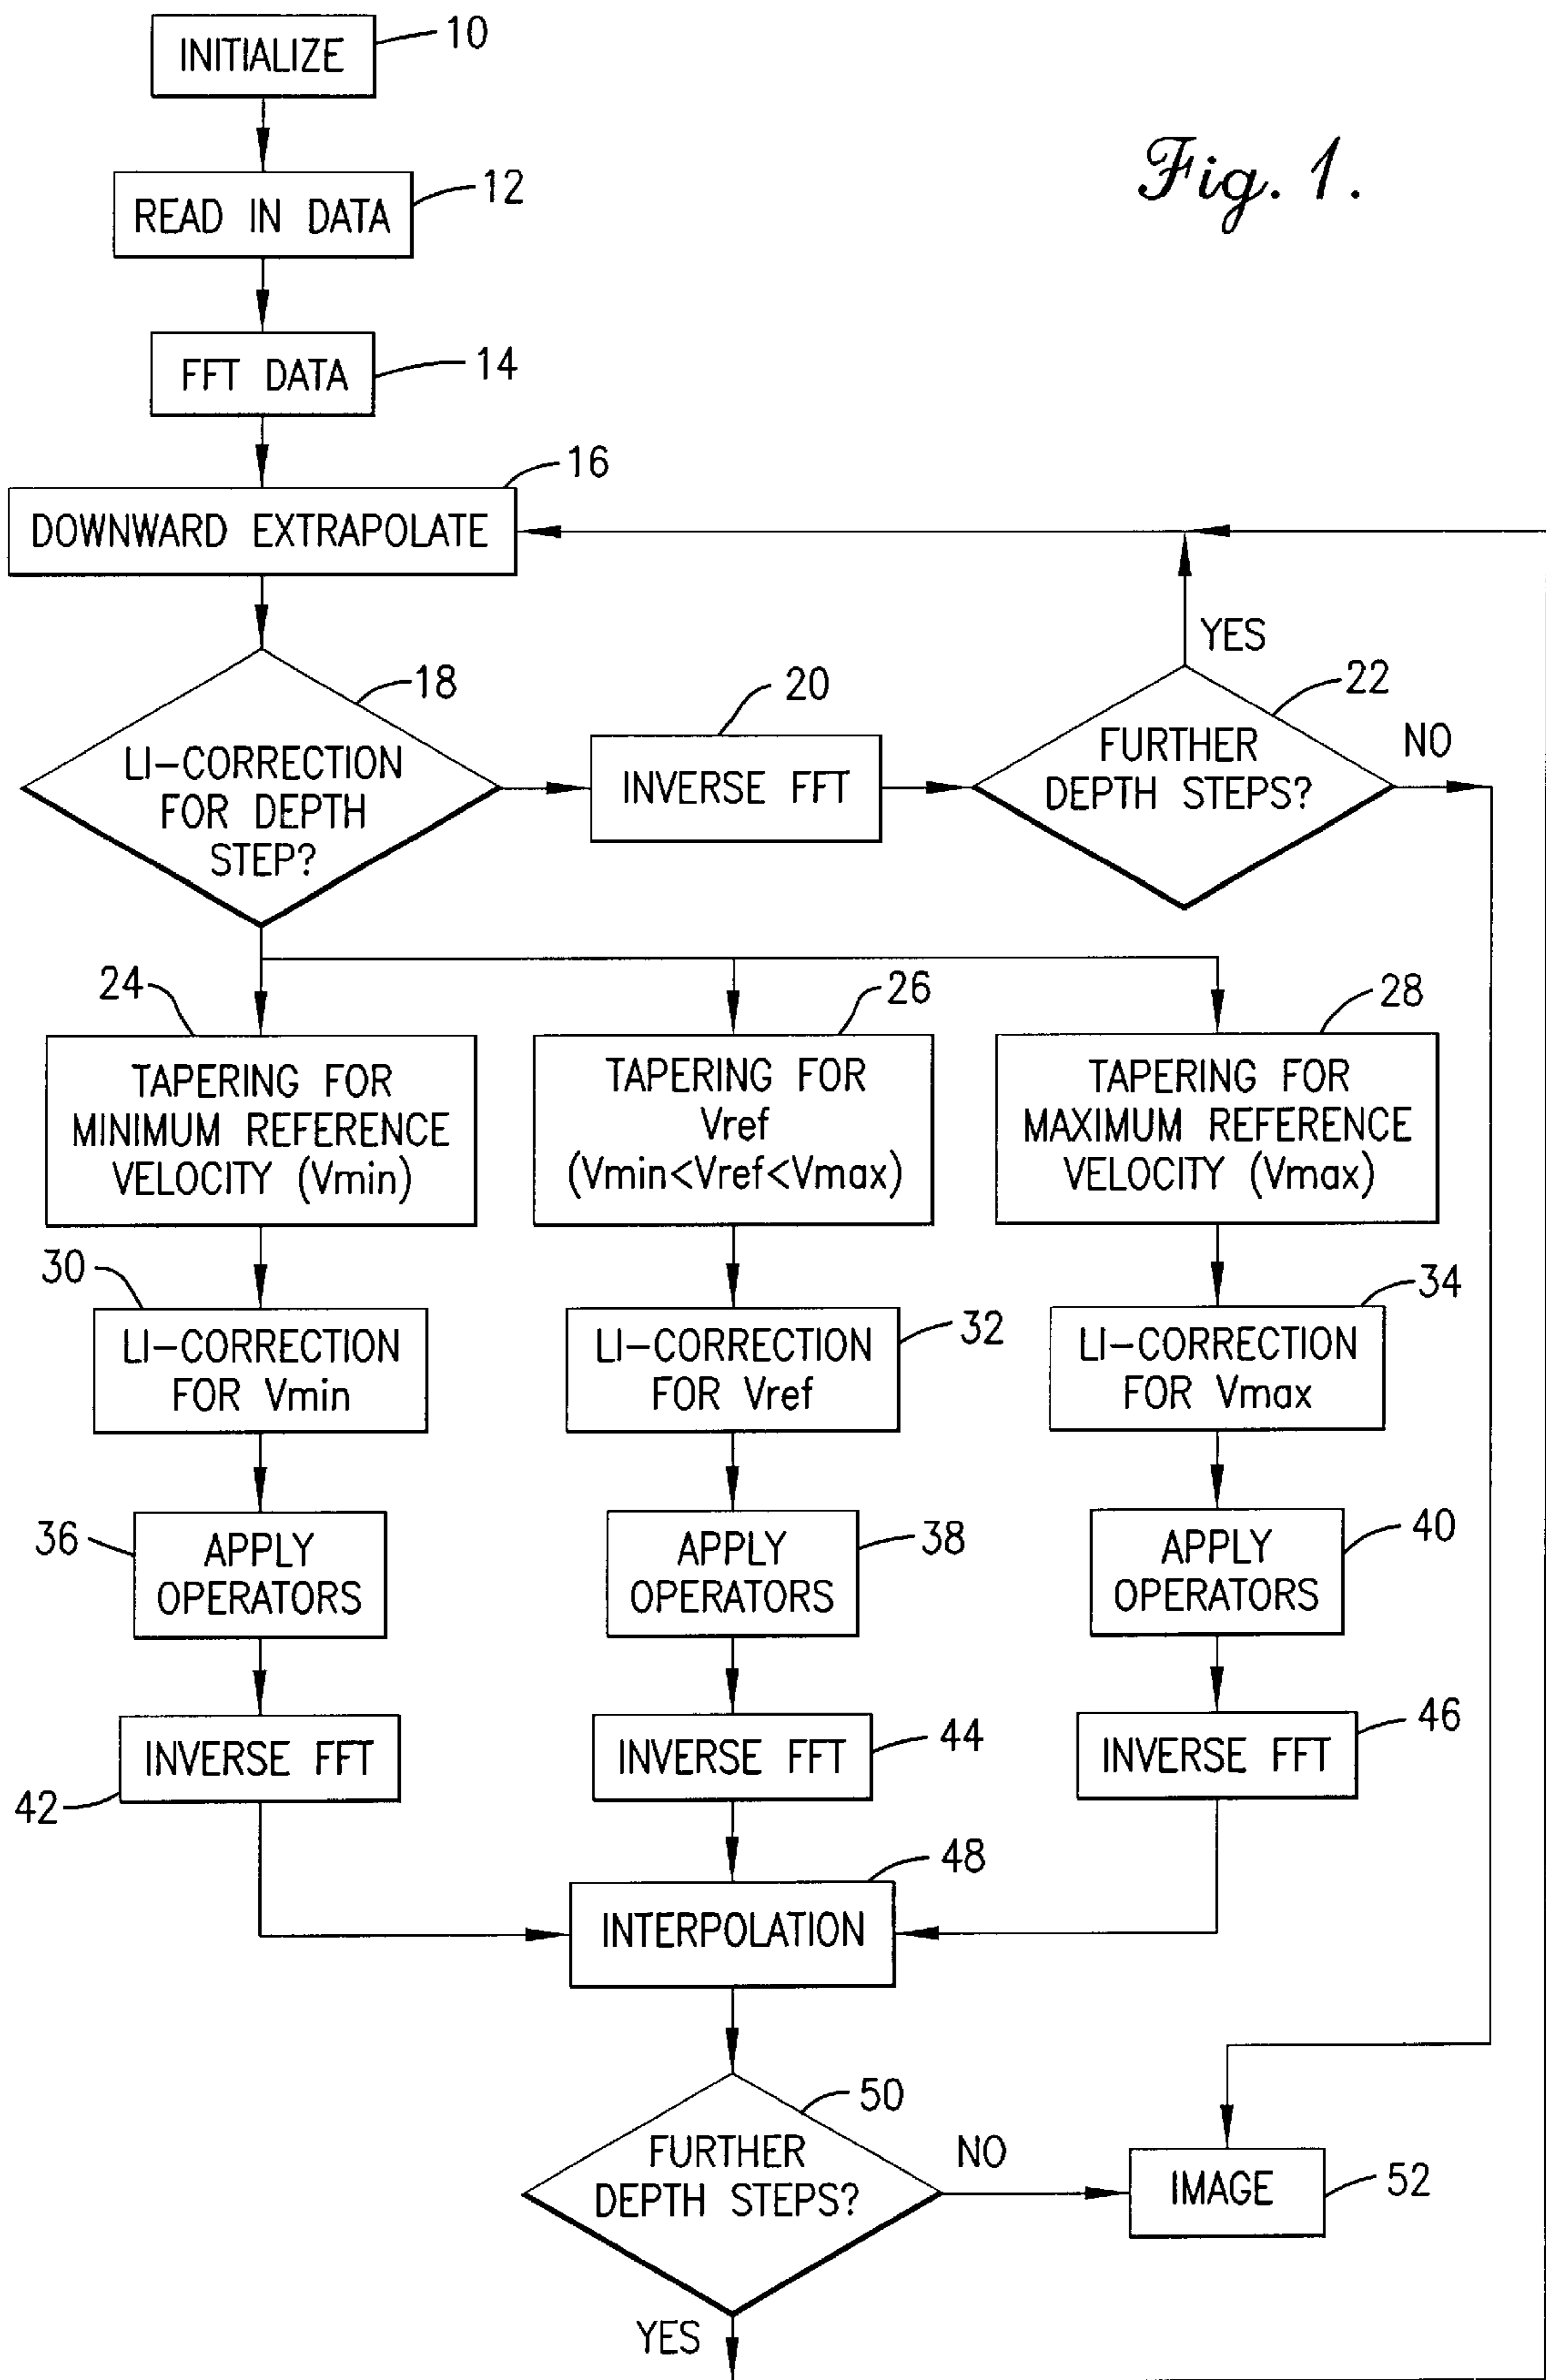 INITIALIZE
10
Fig. 1.
READ IN DATA
12
FFT DATA
14
16
DOWNWARD EXTRAPOLATE
YES
18
LI-CORRECTION
FOR DEPTH
STEP?
20
INVERSE FFT
22
FURTHER
DEPTH STEPS?
NO
24
TAPERING FOR
MINIMUM REFERENCE
VELOCITY (Vmin)
26
TAPERING FOR
Vref
(Vmin<Vref<Vmax)
28
TAPERING FOR
MAXIMUM REFERENCE
VELOCITY (Vmax)
30
LI-CORRECTION
FOR Vmin
32
LI-CORRECTION
FOR Vref
34
LI-CORRECTION
FOR Vmax
36
APPLY
OPERATORS
38
APPLY
OPERATORS
40
APPLY
OPERATORS
42
INVERSE FFT
44
INVERSE FFT
46
INVERSE FFT
48
INTERPOLATION
50
FURTHER
DEPTH STEPS?
NO
IMAGE
52
YES